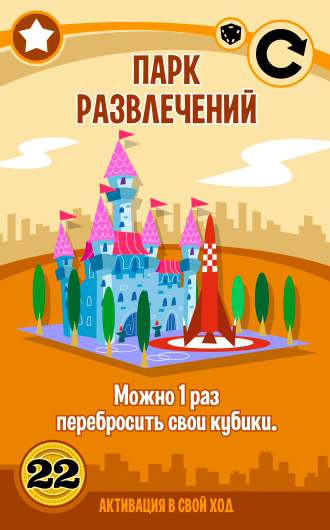 ПАРК
РАЗВЛЕЧЕНИЙ
Можно 1 раз
перебросить свои кубики.
22
АКТИВАЦИЯ В СВОЙ ХОД